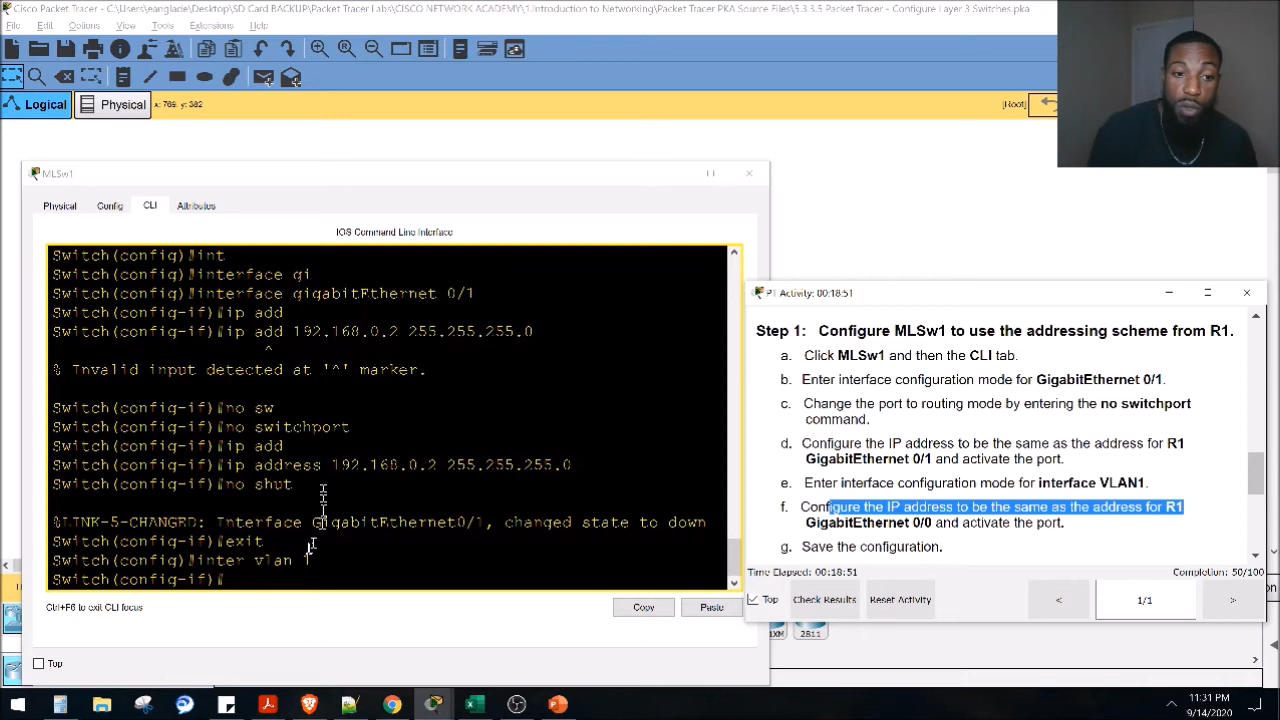 Cisco Packet Tracer - C:\Users\eanglade\Desktop\SD Card BACKUP\Packet Tracer Labs\CISCO NETWORK ACADEMY\1.Introduction to Networking\Packet Tracer PKA Source Files\5.3.3.5 Packet Tracer - Configure Layer 3 Switches.pka
File Edit Options View Tools Extensions Help
Logical Physical x: 769, y: 382 [Root]
MLSw1
Physical Config CLI Attributes
IOS Command Line Interface
Switch(config)#int
Switch(config)#interface gi
Switch(config)#interface gigabitEthernet 0/1
Switch(config-if)#ip add
Switch(config-if)#ip add 192.168.0.2 255.255.255.0
^
% Invalid input detected at '^' marker.
Switch(config-if)#no sw
Switch(config-if)#no switchport
Switch(config-if)#ip add
Switch(config-if)#ip address 192.168.0.2 255.255.255.0
Switch(config-if)#no shut
%LINK-5-CHANGED: Interface GigabitEthernet0/1, changed state to down
Switch(config-if)#exit
Switch(config)#inter vlan 1
Switch(config-if)#
Ctrl+F6 to exit CLI focus
Copy Paste
Top
PT Activity: 00:18:51
Step 1: Configure MLSw1 to use the addressing scheme from R1.
a. Click MLSw1 and then the CLI tab.
b. Enter interface configuration mode for GigabitEthernet 0/1.
c. Change the port to routing mode by entering the no switchport
command.
d. Configure the IP address to be the same as the address for R1
GigabitEthernet 0/1 and activate the port.
e. Enter interface configuration mode for interface VLAN1.
f. Configure the IP address to be the same as the address for R1
GigabitEthernet 0/0 and activate the port.
g. Save the configuration.
Time Elapsed: 00:18:51 Completion: 50/100
Top Check Results Reset Activity < 1/1 >
1XM 2811
11:31 PM
9/14/2020